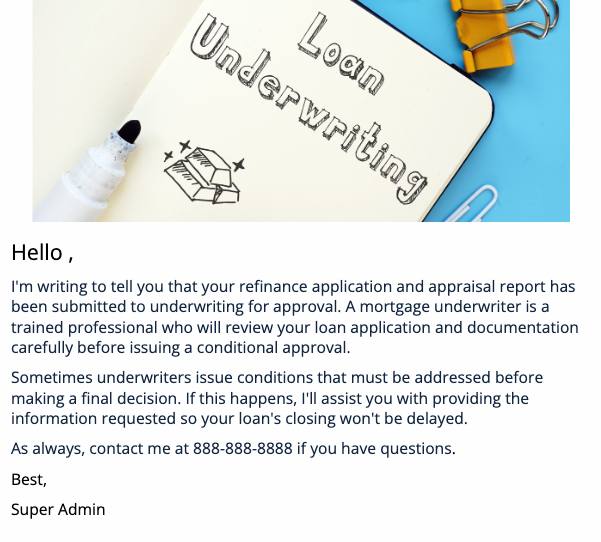 Loan
Underwriting
Hello ,
I'm writing to tell you that your refinance application and appraisal report has
been submitted to underwriting for approval. A mortgage underwriter is a
trained professional who will review your loan application and documentation
carefully before issuing a conditional approval.
Sometimes underwriters issue conditions that must be addressed before
making a final decision. If this happens, I'll assist you with providing the
information requested so your loan's closing won't be delayed.
As always, contact me at 888-888-8888 if you have questions.
Best,
Super Admin